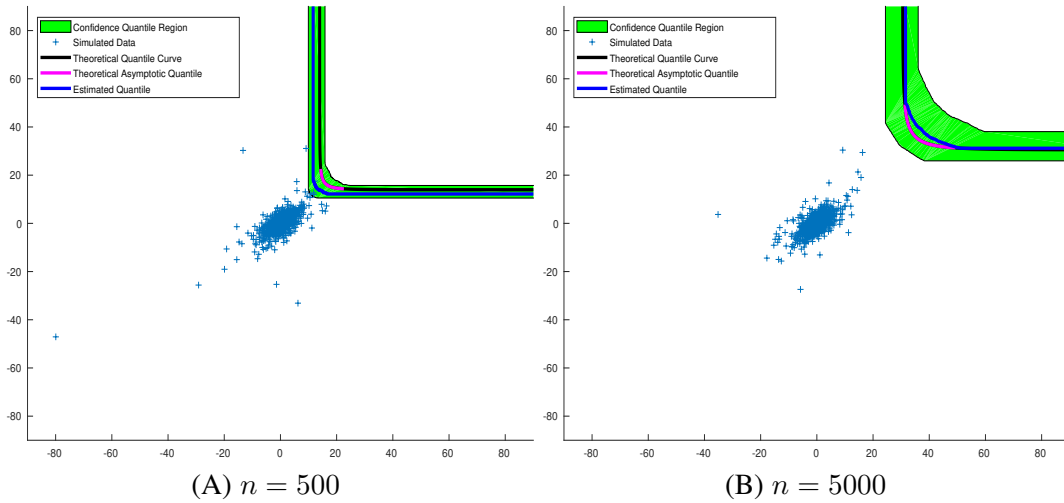 Confidence Quantile Region
Simulated Data
Theoretical Quantile Curve
Theoretical Asymptotic Quantile
Estimated Quantile
80
60
40
20
0
-20
-40
-60
-80
-80 -60 -40 -20 0 20 40 60 80
(A) n = 500
Confidence Quantile Region
Simulated Data
Theoretical Quantile Curve
Theoretical Asymptotic Quantile
Estimated Quantile
80
60
40
20
0
-20
-40
-60
-80
-80 -60 -40 -20 0 20 40 60 80
(B) n = 5000